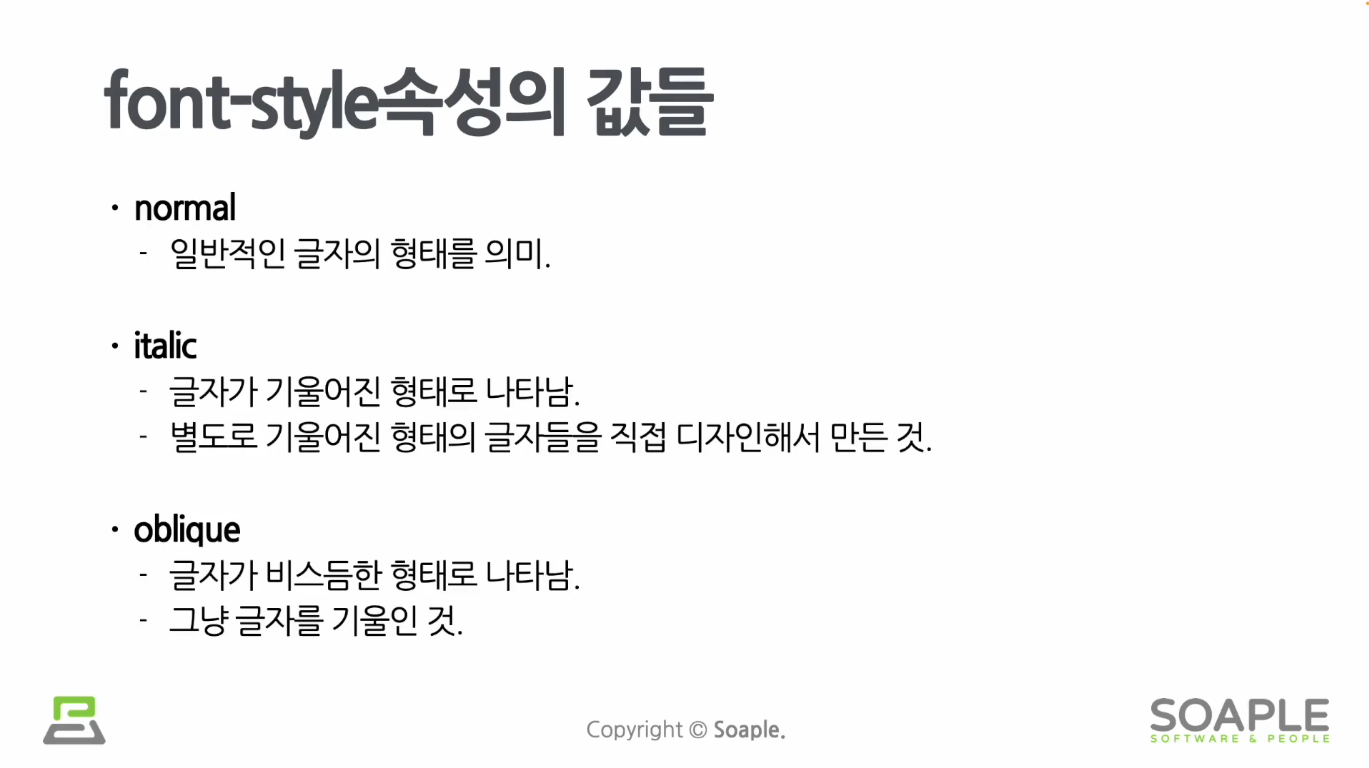 font-style속성의 값들
· normal
- 일반적인 글자의 형태를 의미.
· italic
- 글자가 기울어진 형태로 나타남.
- 별도로 기울어진 형태의 글자들을 직접 디자인해서 만든 것.
· oblique
- 글자가 비스듬한 형태로 나타남.
- 그냥 글자를 기울인 것.
Copyright © Soaple.
SOAPLE
SOFTWARE & PEOPLE